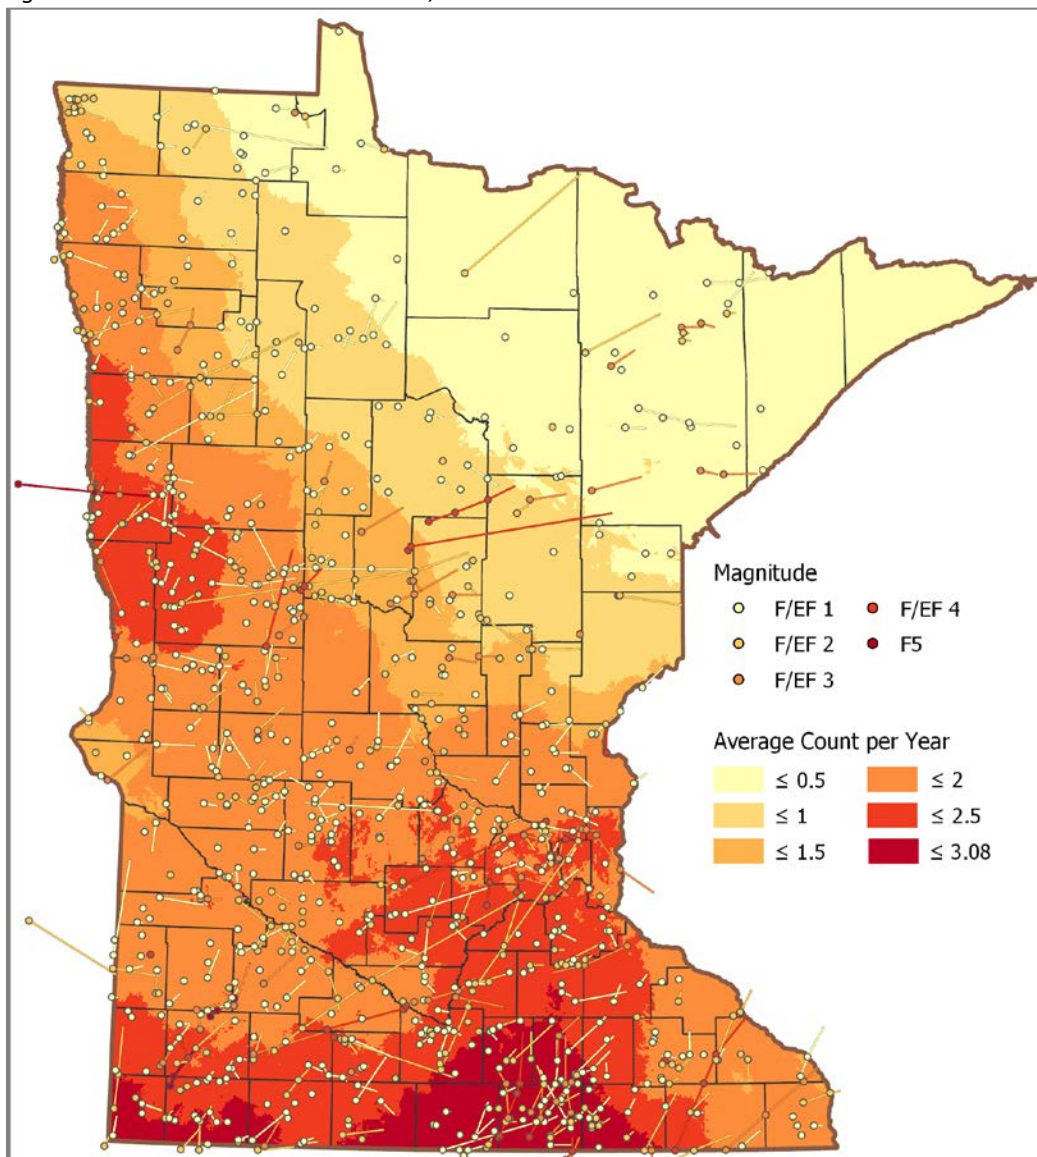 Magnitude
F/EF 1 F/EF 4
F/EF 2 F5
F/EF 3
Average Count per Year
≤ 0.5 ≤ 2
≤ 1 ≤ 2.5
≤ 1.5 ≤ 3.08